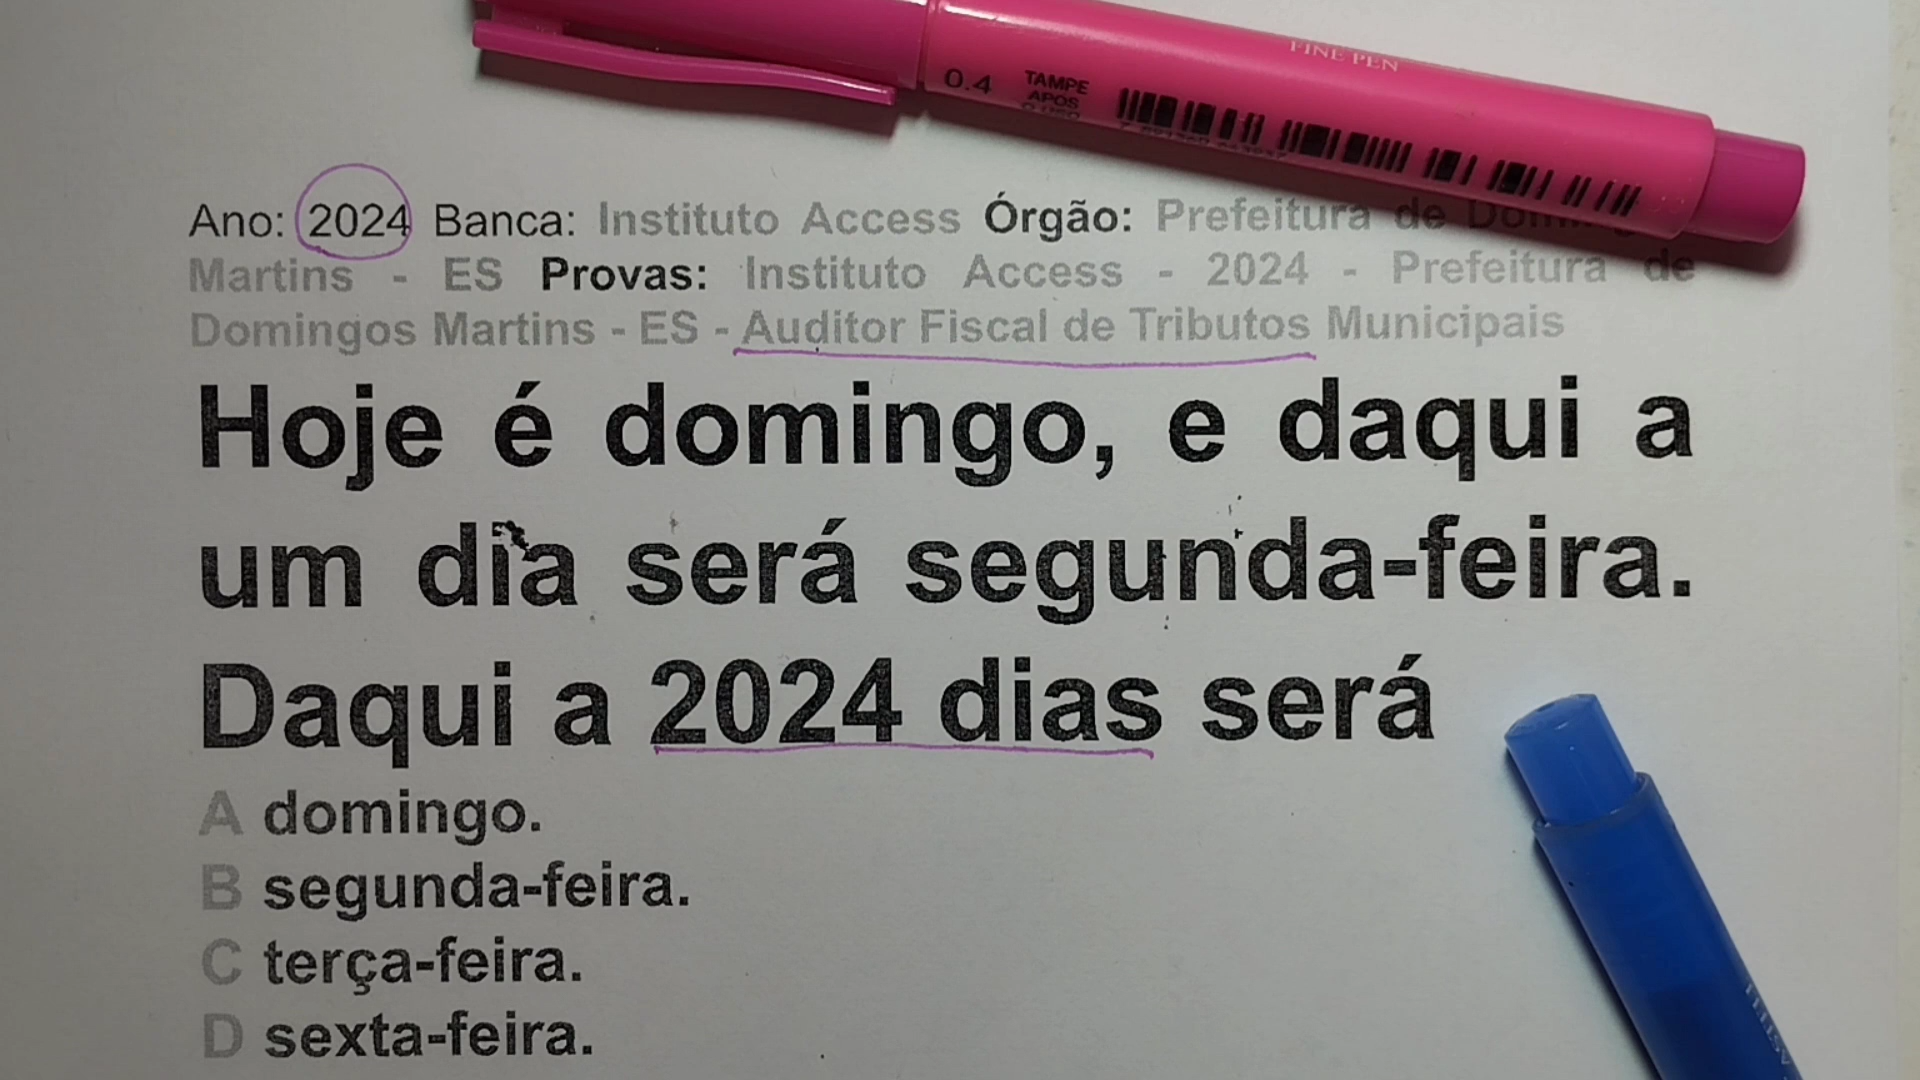 FINE PEN
0.4 TAMPE
APOS
Ano: 2024 Banca: Instituto Access Órgão: Prefeitura de Domingos
Martins - ES Provas: Instituto Access - 2024 - Prefeitura de
Domingos Martins - ES - Auditor Fiscal de Tributos Municipais
Hoje é domingo, e daqui a
um dia será segunda-feira.
Daqui a 2024 dias será
A domingo.
B segunda-feira.
C terça-feira.
D sexta-feira.